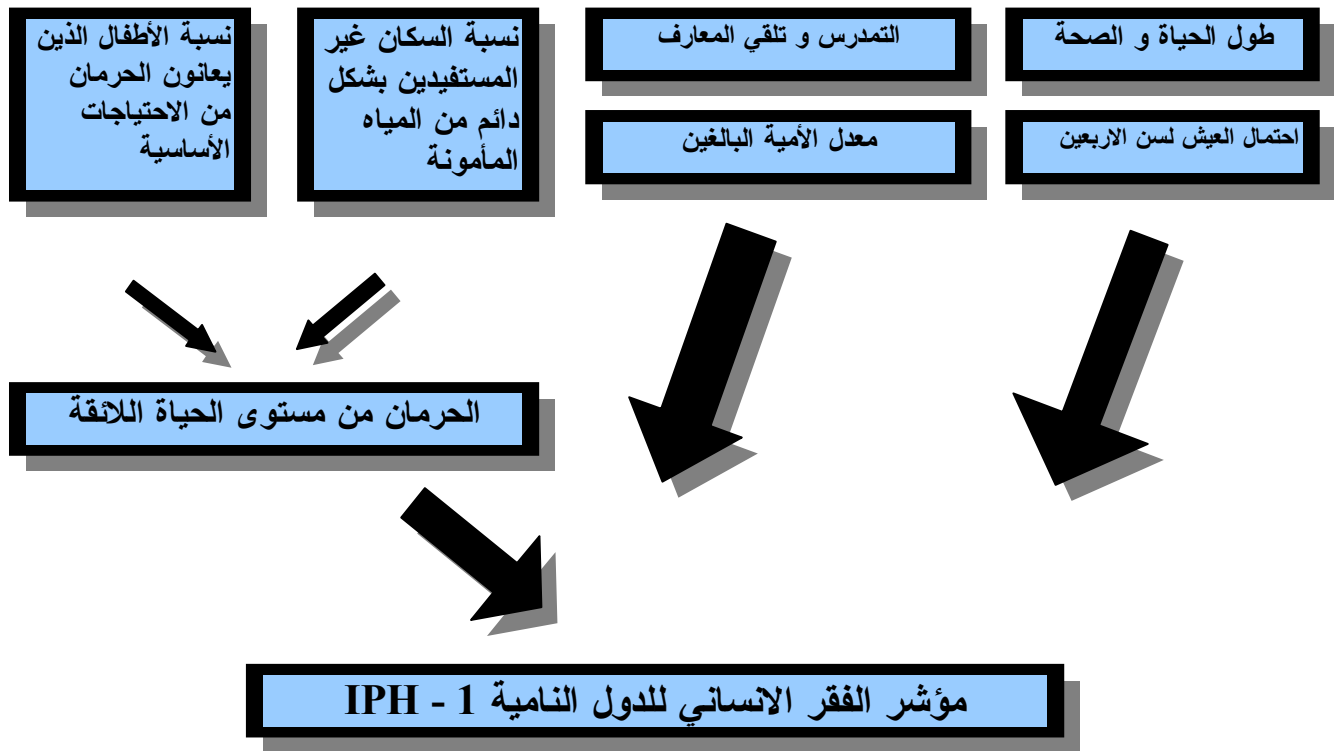 طول الحياة و الصحة
التمدرس و تلقي المعارف
نسبة السكان غير
المستفيدين بشكل
دائم من المياه
المأمونة
نسبة الأطفال الذين
يعانون الحرمان
من الاحتياجات
الأساسية
احتمال العيش لسن الاربعين
معدل الأمية البالغين
الحرمان من مستوى الحياة اللائقة
مؤشر الفقر الانساني للدول النامية IPH - 1